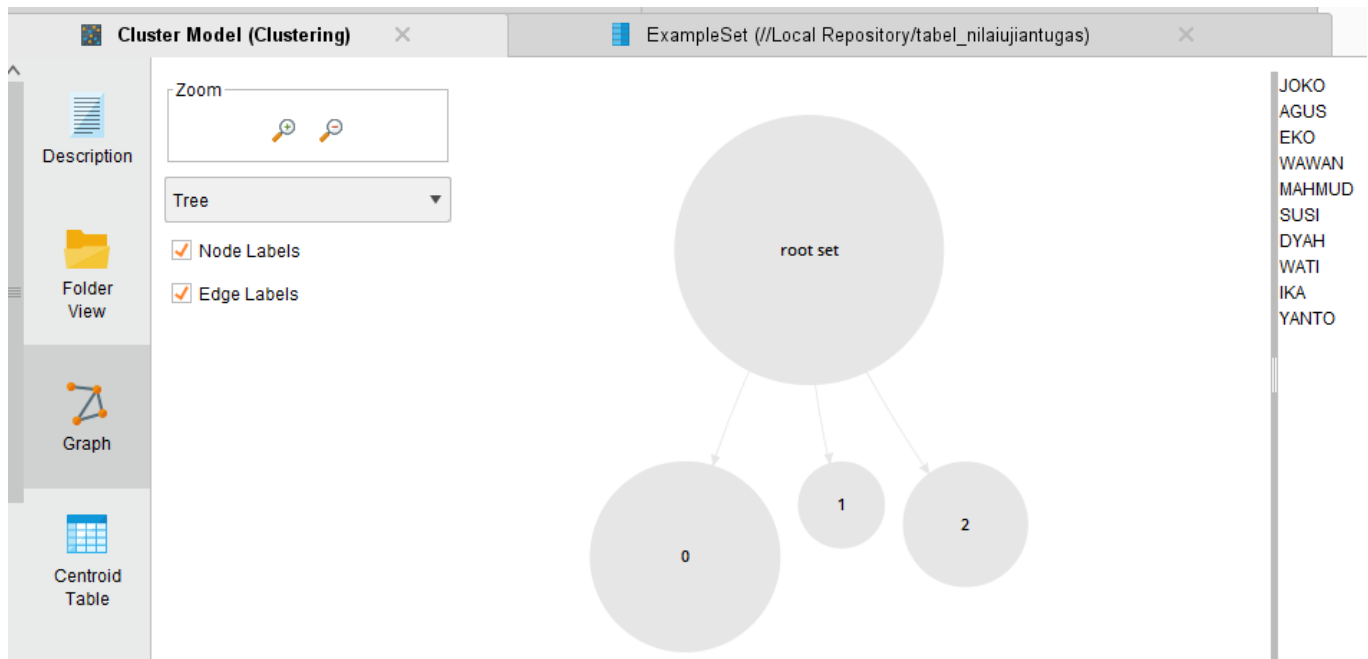 Cluster Model (Clustering)
ExampleSet (//Local Repository/tabel_nilaiujiantugas)
Description
Folder
View
Graph
Centroid
Table
Zoom
Tree
Node Labels
Edge Labels
root set
0
1
2
JOKO
AGUS
EKO
WAWAN
MAHMUD
SUSI
DYAH
WATI
IKA
YANTO